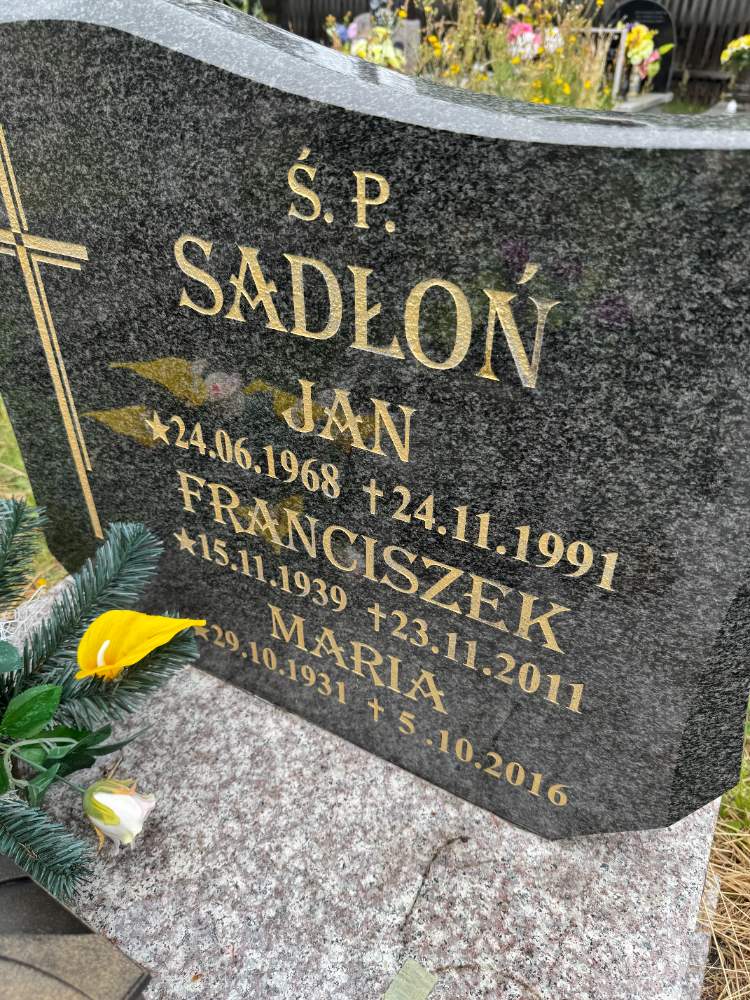 Ś. P.
SADŁOŃ
JAN
★24.06.1968 ✝24.11.1991
FRANCISZEK
★15.11.1939 ✝23.11.2011
MARIA
★29.10.1931 ✝5.10.2016